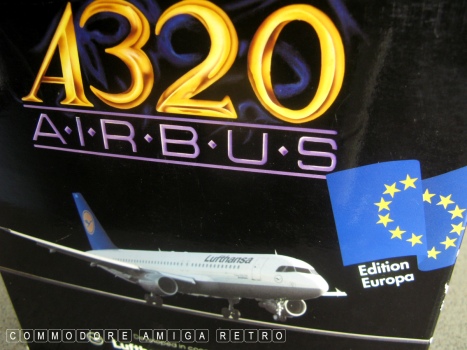 A320
A·I·R·B·U·S
Lufthansa
Edition
Europa
COMMODORE AMIGA RETRO